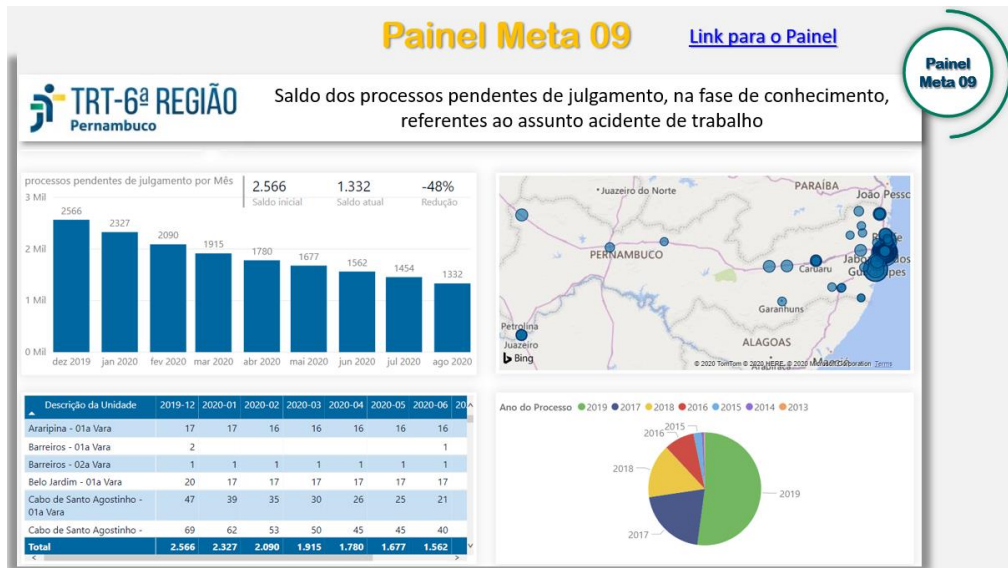 Painel Meta 09
Link para o Painel
Painel
Meta 09
TRT-6ª REGIÃO
Pernambuco
Saldo dos processos pendentes de julgamento, na fase de conhecimento,
referentes ao assunto acidente de trabalho
processos pendentes de julgamento por Mês
2.566 1.332 -48%
Saldo inicial Saldo atual Redução
3 Mil
2 Mil
1 Mil
0 Mil
2566 2327 2090 1915 1780 1677 1562 1454 1332
dez 2019 jan 2020 fev 2020 mar 2020 abr 2020 mai 2020 jun 2020 jul 2020 ago 2020
Juazeiro do Norte
PARAÍBA
João Pesso
PERNAMBUCO
Caruaru
Garanhuns
Petrolina
Juazeiro
ALAGOAS
Bing
© 2020 TomTom © 2020 HERE, © 2020 Microsoft Corporation Terms
Descrição da Unidade 2019-12 2020-01 2020-02 2020-03 2020-04 2020-05 2020-06 20
Araripina - 01a Vara 17 17 16 16 16 16 16
Barreiros - 01a Vara 2 1
Barreiros - 02a Vara 1 1 1 1 1 1 1
Belo Jardim - 01a Vara 20 17 17 17 17 17 17
Cabo de Santo Agostinho - 47 39 35 30 26 25 21
01a Vara
Cabo de Santo Agostinho - 69 62 53 50 45 45 40
Total 2.566 2.327 2.090 1.915 1.780 1.677 1.562
Ano do Processo 2019 2017 2018 2016 2015 2014 2013
2015
2016
2018
2019
2017